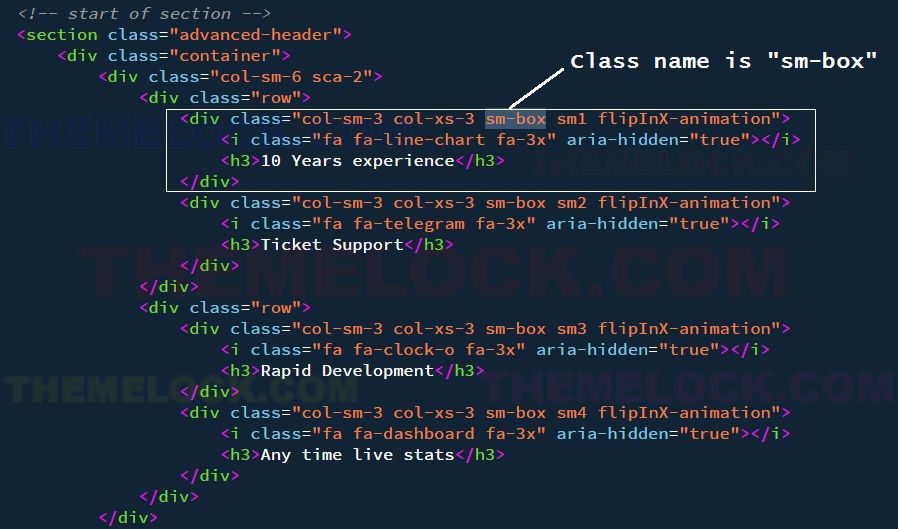 <!-- start of section -->
<section class="advanced-header">
<div class="container">
Class name is "sm-box"
<div class="col-sm-6 sca-2">
<div class="row">
<div class="col-sm-3 col-xs-3 sm-box sm1 flipInX-animation">
<i class="fa fa-line-chart fa-3x" aria-hidden="true"></i>
<h3>10 Years experience</h3>
</div>
<div class="col-sm-3 col-xs-3 sm-box sm2 flipInX-animation">
<i class="fa fa-telegram fa-3x" aria-hidden="true"></i>
<h3>Ticket Support</h3>
</div>
</div>
<div class="row">
<div class="col-sm-3 col-xs-3 sm-box sm3 flipInX-animation">
<i class="fa fa-clock-o fa-3x" aria-hidden="true"></i>
<h3>Rapid Development</h3>
</div>
<div class="col-sm-3 col-xs-3 sm-box sm4 flipInX-animation">
<i class="fa fa-dashboard fa-3x" aria-hidden="true"></i>
<h3>Any time live stats</h3>
</div>
</div>
</div>
THEMELOCK.COM
THEMELOCK.COM
THEMELOCK.COM
THEMELOCK.COM
THEMELOCK.COM